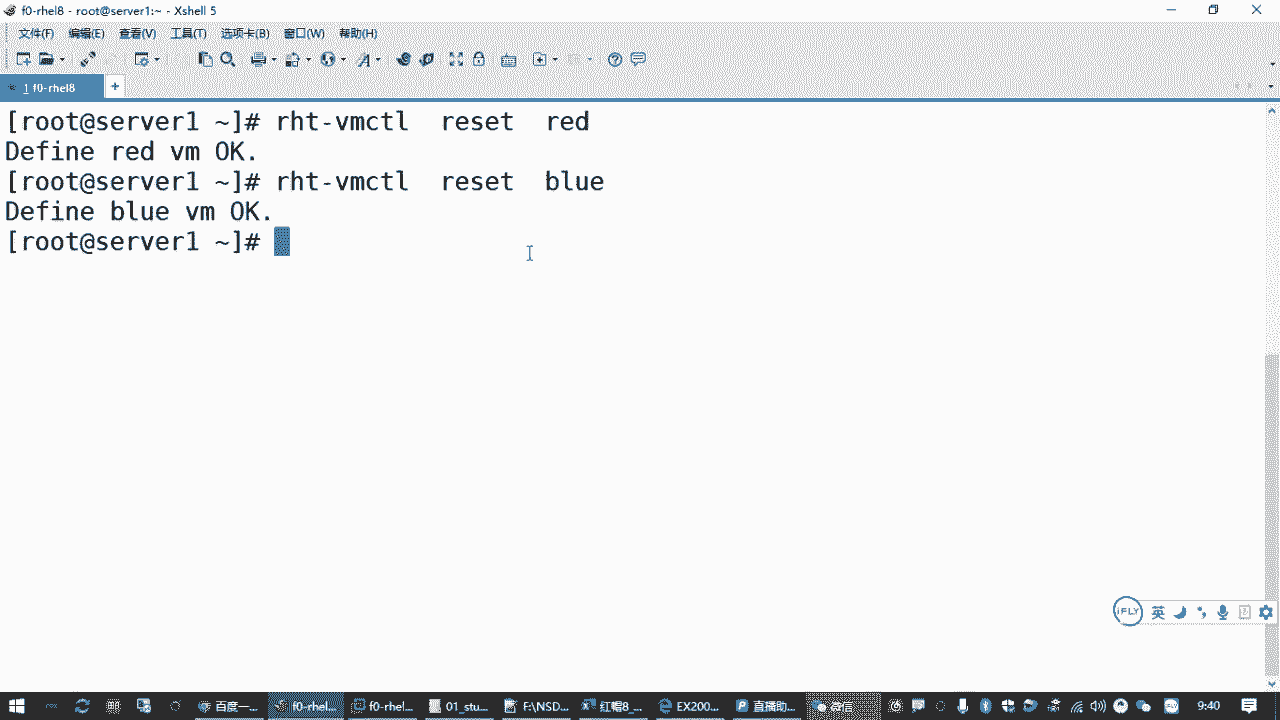 f0-rhel8 - root@server1:~ - Xshell 5
文件(F) 编辑(E) 查看(V) 工具(T) 选项卡(B) 窗口(W) 帮助(H)
1 f0-rhel8
[root@server1 ~]# rht-vmctl  reset  red
Define red vm OK.
[root@server1 ~]# rht-vmctl  reset  blue
Define blue vm OK.
[root@server1 ~]#
iFLY 英
百度一... f0-rhel... f0-rhel... 01_stu... F:\NSD... 红帽8_... EX200... 直播助... 微信 9:40